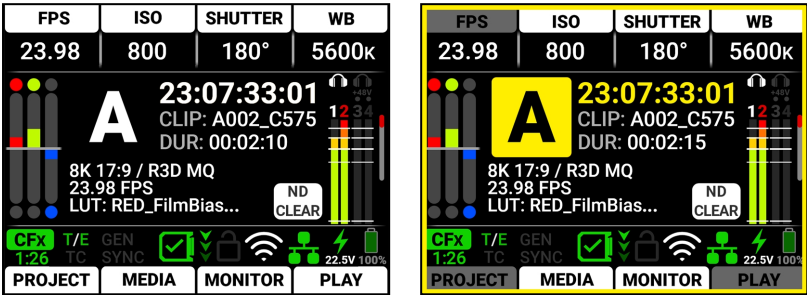 FPS ISO SHUTTER WB
23.98 800 180° 5600K
23:07:33:01
A
CLIP: A002_C575
DUR: 00:02:10
+48V
1 2 3 4
8K 17:9 / R3D MQ
23.98 FPS
LUT: RED_FilmBias...
ND
CLEAR
CFx T/E GEN
1:26 TC SYNC 22.5V 100%
PROJECT MEDIA MONITOR PLAY
FPS ISO SHUTTER WB
23.98 800 180° 5600K
23:07:33:01
A
CLIP: A002_C575
DUR: 00:02:15
+48V
1 2 3 4
8K 17:9 / R3D MQ
23.98 FPS
LUT: RED_FilmBias...
ND
CLEAR
CFx T/E GEN
1:26 TC SYNC 22.5V 100%
PROJECT MEDIA MONITOR PLAY